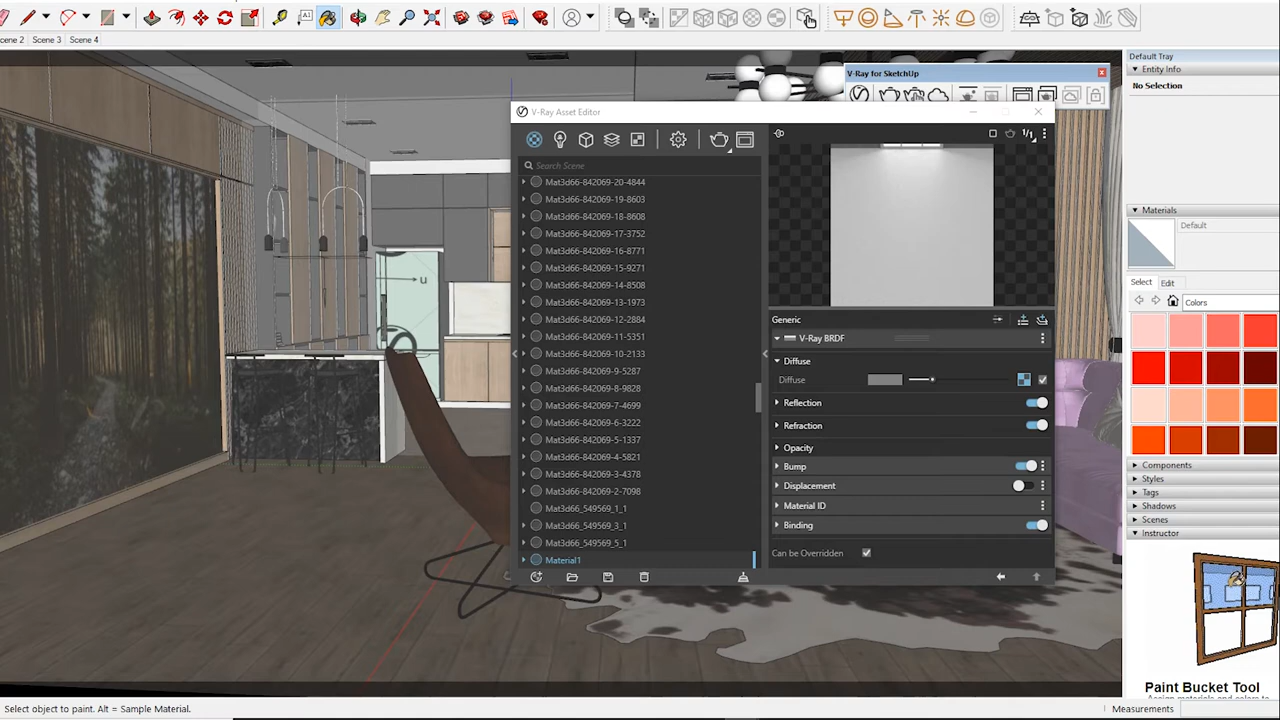 cene 2
Scene 3
Scene 4
V-Ray for SketchUp
Default Tray
Entity Info
No Selection
V-Ray Asset Editor
1/1
Search Scene
Mat3d66-842069-20-4844
Mat3d66-842069-19-8603
Mat3d66-842069-18-8608
Mat3d66-842069-17-3752
Mat3d66-842069-16-8771
Mat3d66-842069-15-9271
Mat3d66-842069-14-8508
Mat3d66-842069-13-1973
Mat3d66-842069-12-2884
Mat3d66-842069-11-5351
Mat3d66-842069-10-2133
Mat3d66-842069-9-5287
Mat3d66-842069-8-9828
Mat3d66-842069-7-4699
Mat3d66-842069-6-3222
Mat3d66-842069-5-1337
Mat3d66-842069-4-5821
Mat3d66-842069-3-4378
Mat3d66-842069-2-7098
Mat3d66_549569_1_1
Mat3d66_549569_3_1
Mat3d66_549569_5_1
Material1
Generic
V-Ray BRDF
Diffuse
Diffuse
Reflection
Refraction
Opacity
Bump
Displacement
Material ID
Binding
Can be Overridden
u
Materials
Default
Select
Edit
Colors
Components
Styles
Tags
Shadows
Scenes
Instructor
Paint Bucket Tool
Select object to paint. Alt = Sample Material.
Measurements